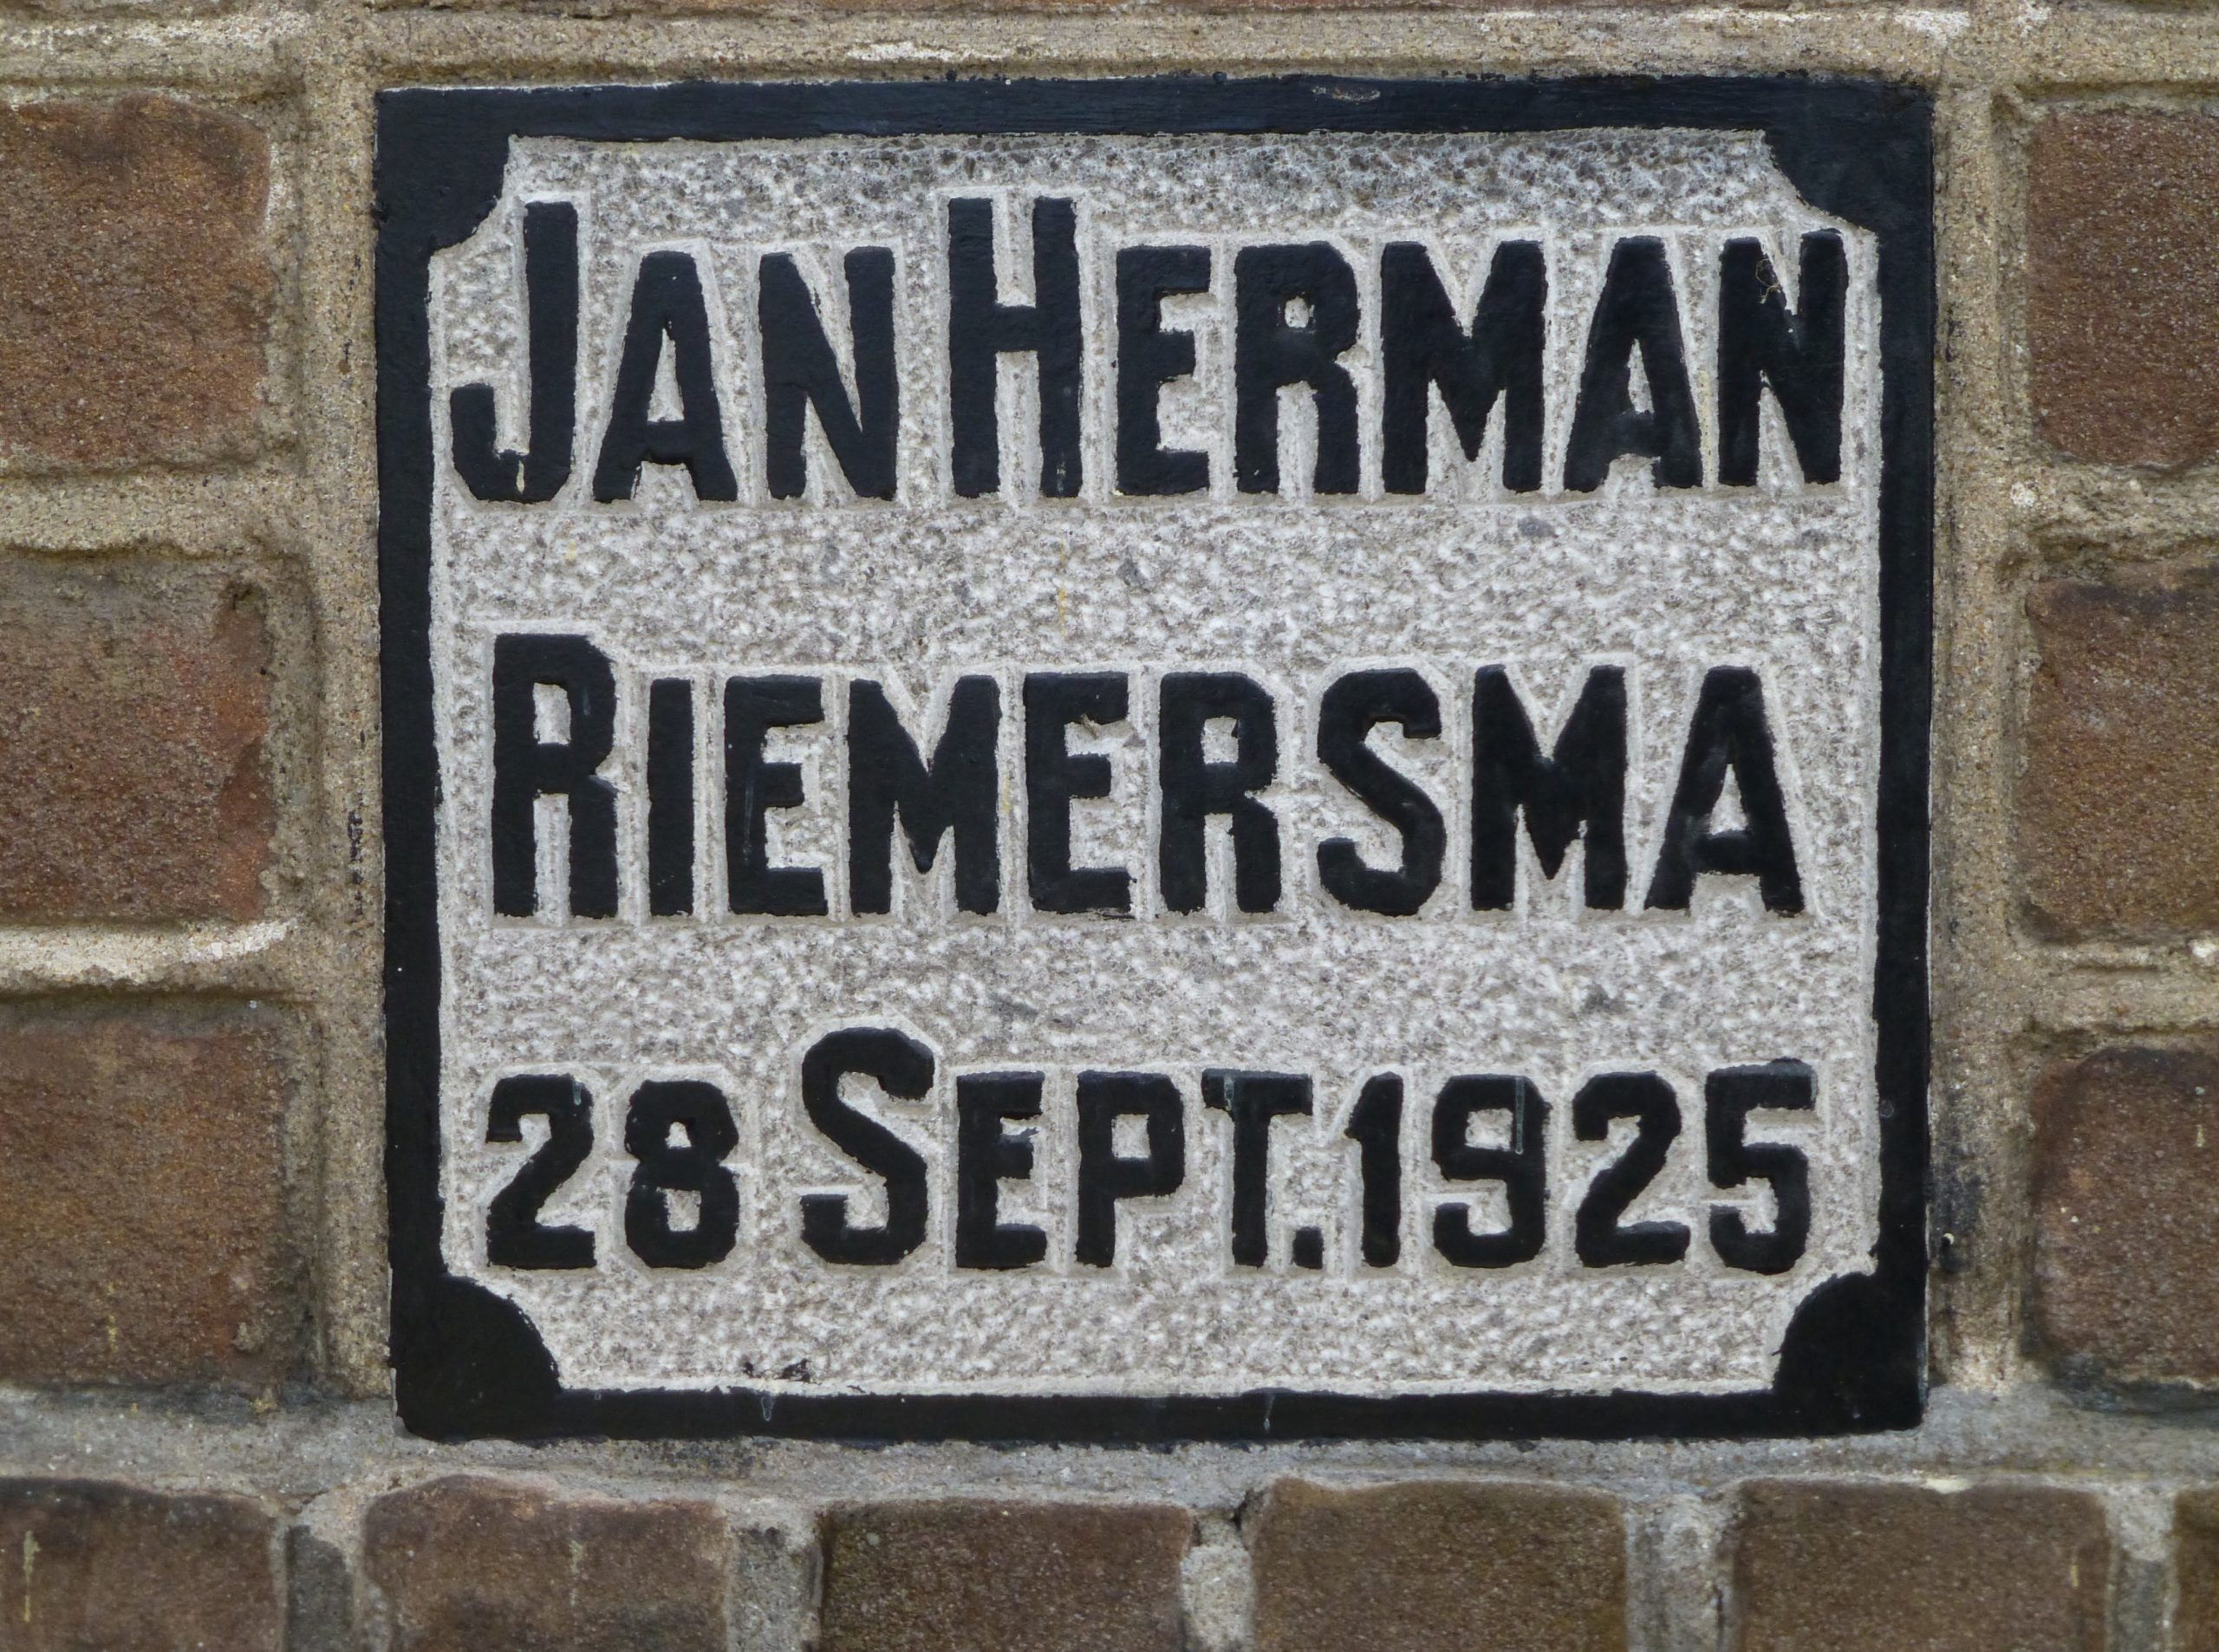 JAN HERMAN
RIEMERSMA
28 SEPT. 1925